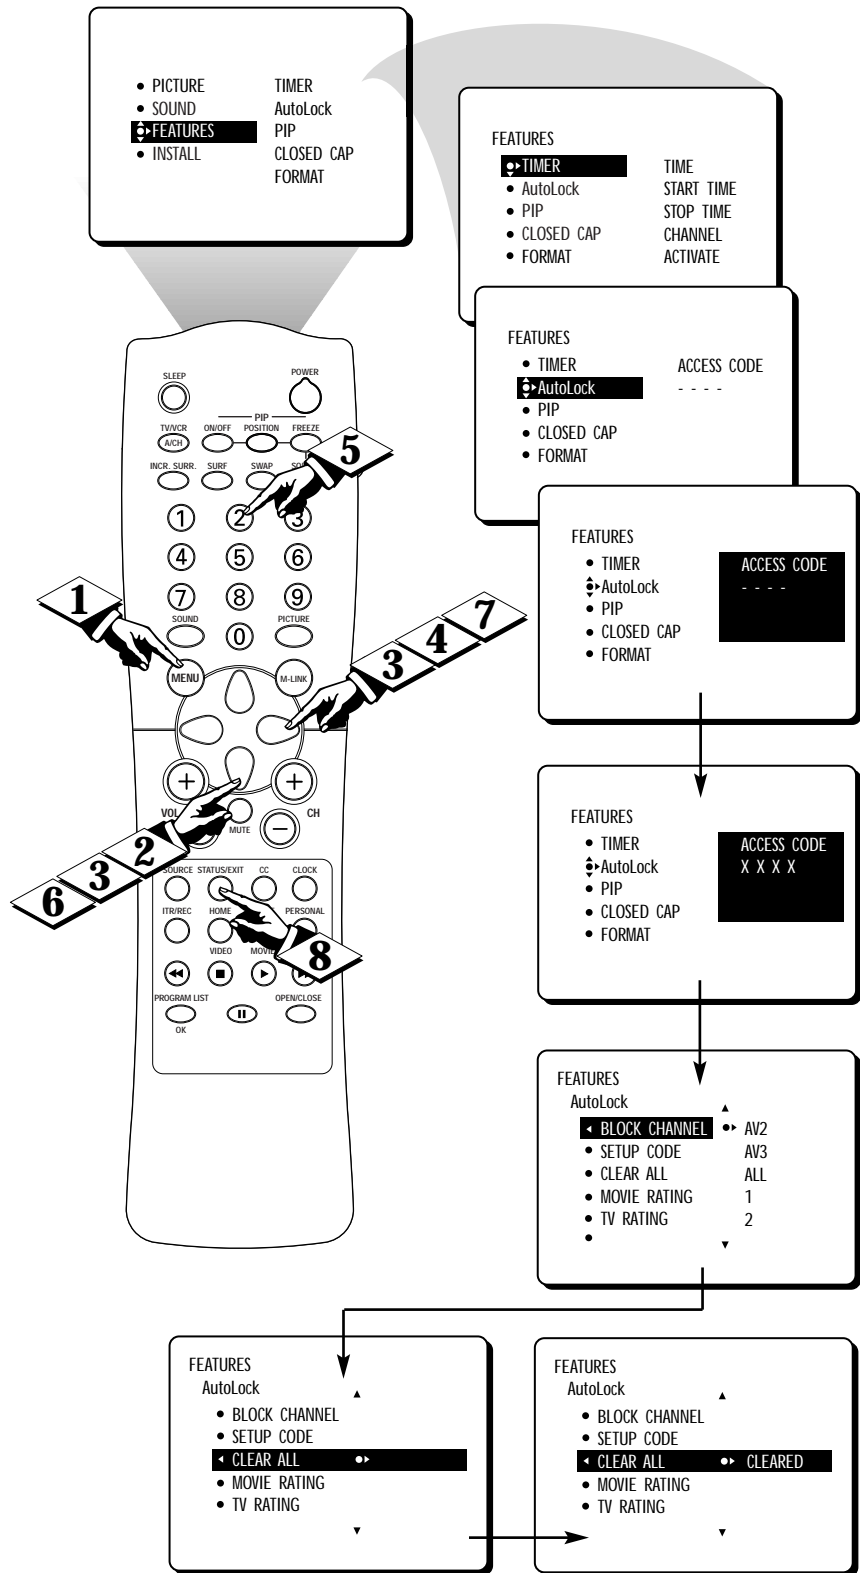 • PICTURE TIMER
• SOUND AutoLock
FEATURES PIP
• INSTALL CLOSED CAP
FORMAT
FEATURES
TIMER TIME
• AutoLock START TIME
• PIP STOP TIME
• CLOSED CAP CHANNEL
• FORMAT ACTIVATE
FEATURES
• TIMER ACCESS CODE
AutoLock - - - -
• PIP
• CLOSED CAP
• FORMAT
FEATURES
• TIMER ACCESS CODE
AutoLock - - - -
• PIP
• CLOSED CAP
• FORMAT
FEATURES
• TIMER ACCESS CODE
AutoLock X X X X
• PIP
• CLOSED CAP
• FORMAT
FEATURES
AutoLock
BLOCK CHANNEL AV2
• SETUP CODE AV3
• CLEAR ALL ALL
• MOVIE RATING 1
• TV RATING 2
•
FEATURES
AutoLock
• BLOCK CHANNEL
• SETUP CODE
CLEAR ALL
• MOVIE RATING
• TV RATING
FEATURES
AutoLock
• BLOCK CHANNEL
• SETUP CODE
CLEAR ALL CLEARED
• MOVIE RATING
• TV RATING
SLEEP POWER
PIP
TV/VCR ON/OFF POSITION FREEZE
A/CH
5
INCR. SURR. SURF SWAP
1 2 3
4 5 6
7 8 9
1
SOUND 0 PICTURE
3 4 7
MENU M-LINK
+ +
VOL CH
MUTE
−
6 3 2
SOURCE STATUS/EXIT CC CLOCK
ITR/REC HOME PERSONAL
VIDEO
8
PROGRAM LIST OPEN/CLOSE
OK